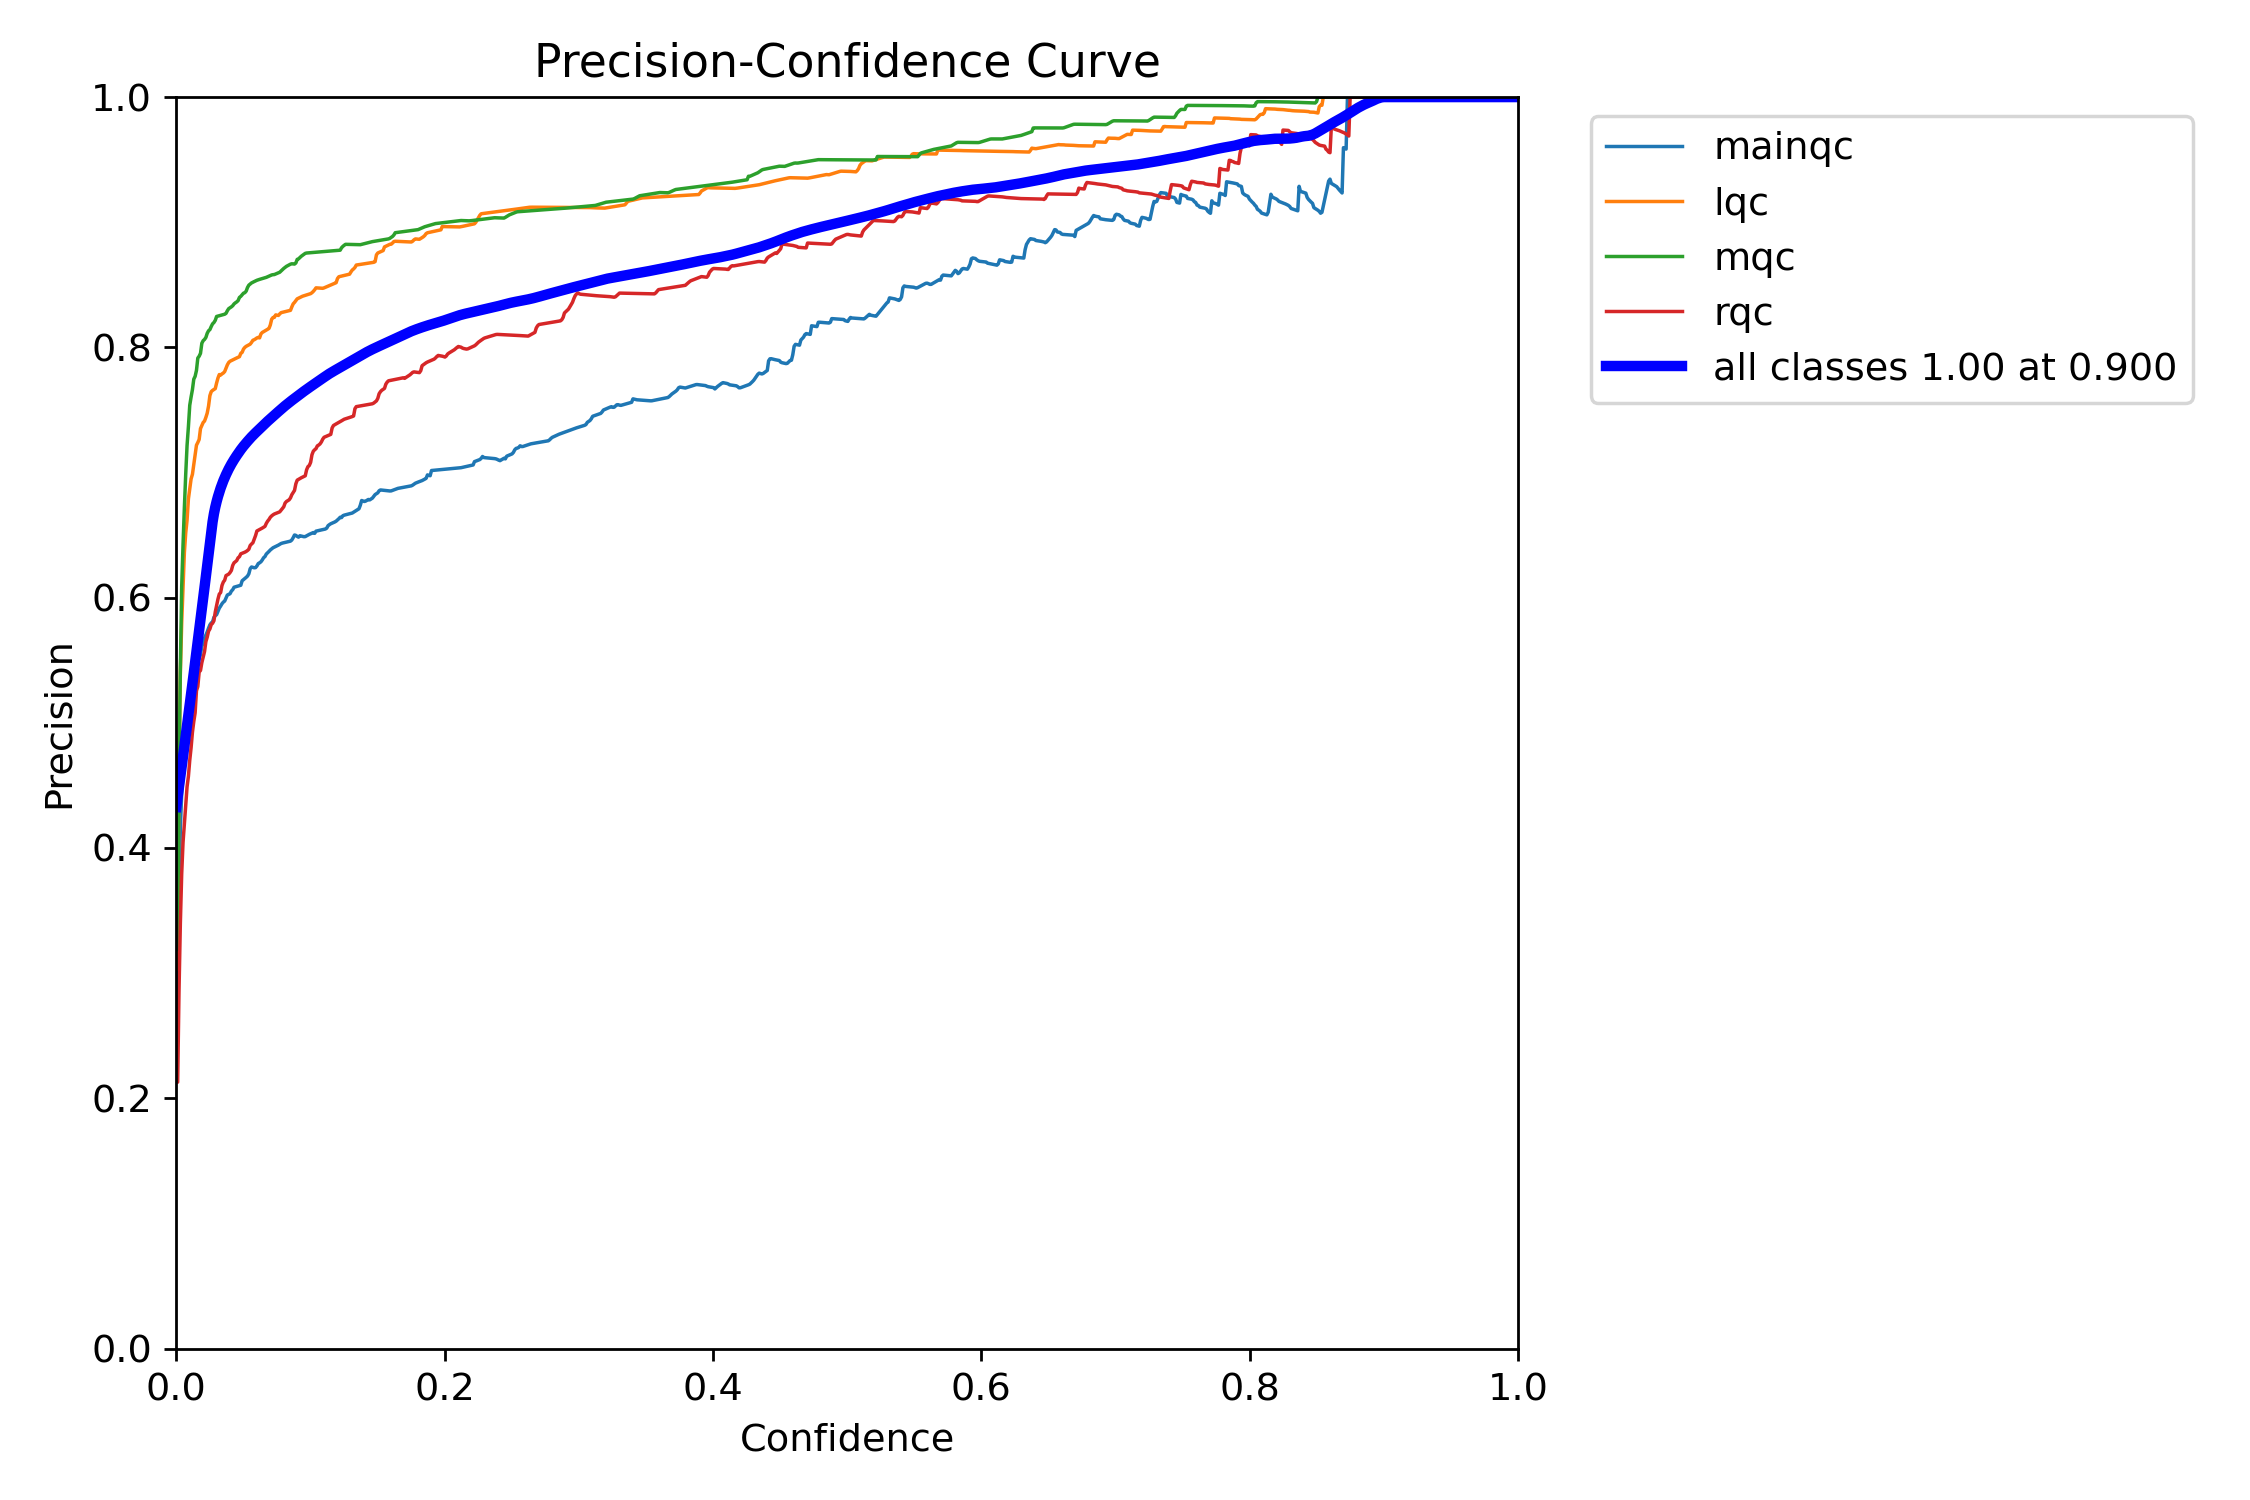 Precision-Confidence Curve
1.0
0.8
0.6
0.4
0.2
0.0
Precision
0.0 0.2 0.4 0.6 0.8 1.0
Confidence
mainqc
lqc
mqc
rqc
all classes 1.00 at 0.900